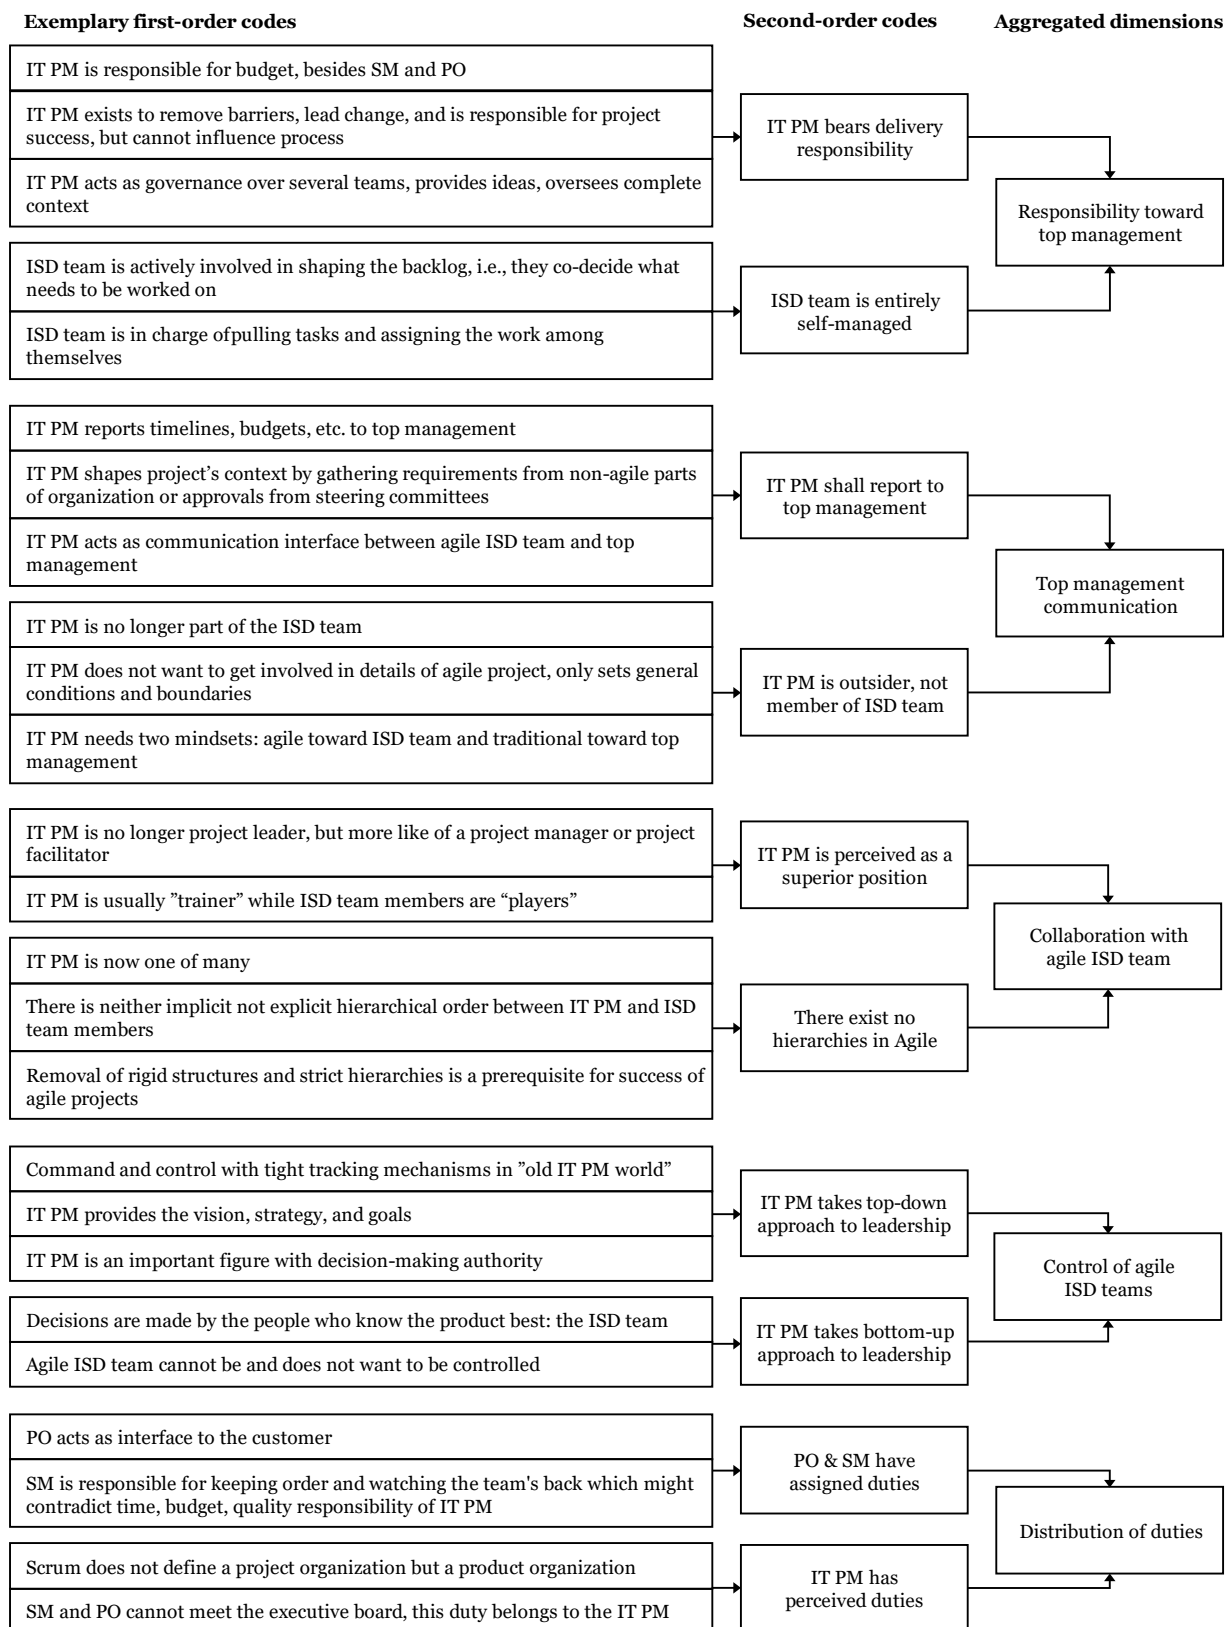 Exemplary first-order codes
Second-order codes
Aggregated dimensions
IT PM is responsible for budget, besides SM and PO
IT PM exists to remove barriers, lead change, and is responsible for project
success, but cannot influence process
IT PM acts as governance over several teams, provides ideas, oversees complete
context
IT PM bears delivery
responsibility
ISD team is actively involved in shaping the backlog, i.e., they co-decide what
needs to be worked on
ISD team is in charge ofpulling tasks and assigning the work among
themselves
ISD team is entirely
self-managed
Responsibility toward
top management
IT PM reports timelines, budgets, etc. to top management
IT PM shapes project’s context by gathering requirements from non-agile parts
of organization or approvals from steering committees
IT PM acts as communication interface between agile ISD team and top
management
IT PM shall report to
top management
IT PM is no longer part of the ISD team
IT PM does not want to get involved in details of agile project, only sets general
conditions and boundaries
IT PM needs two mindsets: agile toward ISD team and traditional toward top
management
IT PM is outsider, not
member of ISD team
Top management
communication
IT PM is no longer project leader, but more like of a project manager or project
facilitator
IT PM is usually ”trainer” while ISD team members are “players”
IT PM is perceived as a
superior position
IT PM is now one of many
There is neither implicit not explicit hierarchical order between IT PM and ISD
team members
Removal of rigid structures and strict hierarchies is a prerequisite for success of
agile projects
There exist no
hierarchies in Agile
Collaboration with
agile ISD team
Command and control with tight tracking mechanisms in ”old IT PM world”
IT PM provides the vision, strategy, and goals
IT PM is an important figure with decision-making authority
IT PM takes top-down
approach to leadership
Decisions are made by the people who know the product best: the ISD team
Agile ISD team cannot be and does not want to be controlled
IT PM takes bottom-up
approach to leadership
Control of agile
ISD teams
PO acts as interface to the customer
SM is responsible for keeping order and watching the team's back which might
contradict time, budget, quality responsibility of IT PM
PO & SM have
assigned duties
Scrum does not define a project organization but a product organization
SM and PO cannot meet the executive board, this duty belongs to the IT PM
IT PM has
perceived duties
Distribution of duties